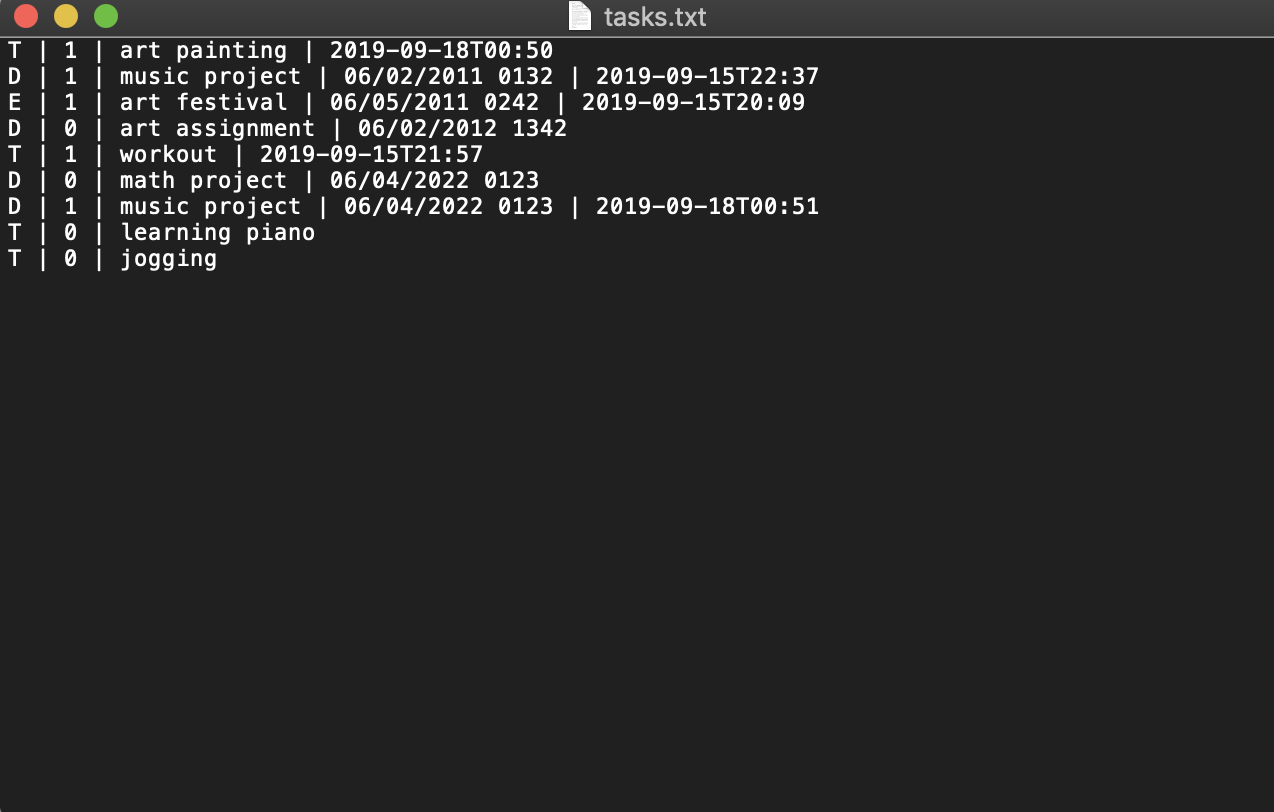 tasks.txt
T | 1 | art painting | 2019-09-18T00:50
D | 1 | music project | 06/02/2011 0132 | 2019-09-15T22:37
E | 1 | art festival | 06/05/2011 0242 | 2019-09-15T20:09
D | 0 | art assignment | 06/02/2012 1342
T | 1 | workout | 2019-09-15T21:57
D | 0 | math project | 06/04/2022 0123
D | 1 | music project | 06/04/2022 0123 | 2019-09-18T00:51
T | 0 | learning piano
T | 0 | jogging